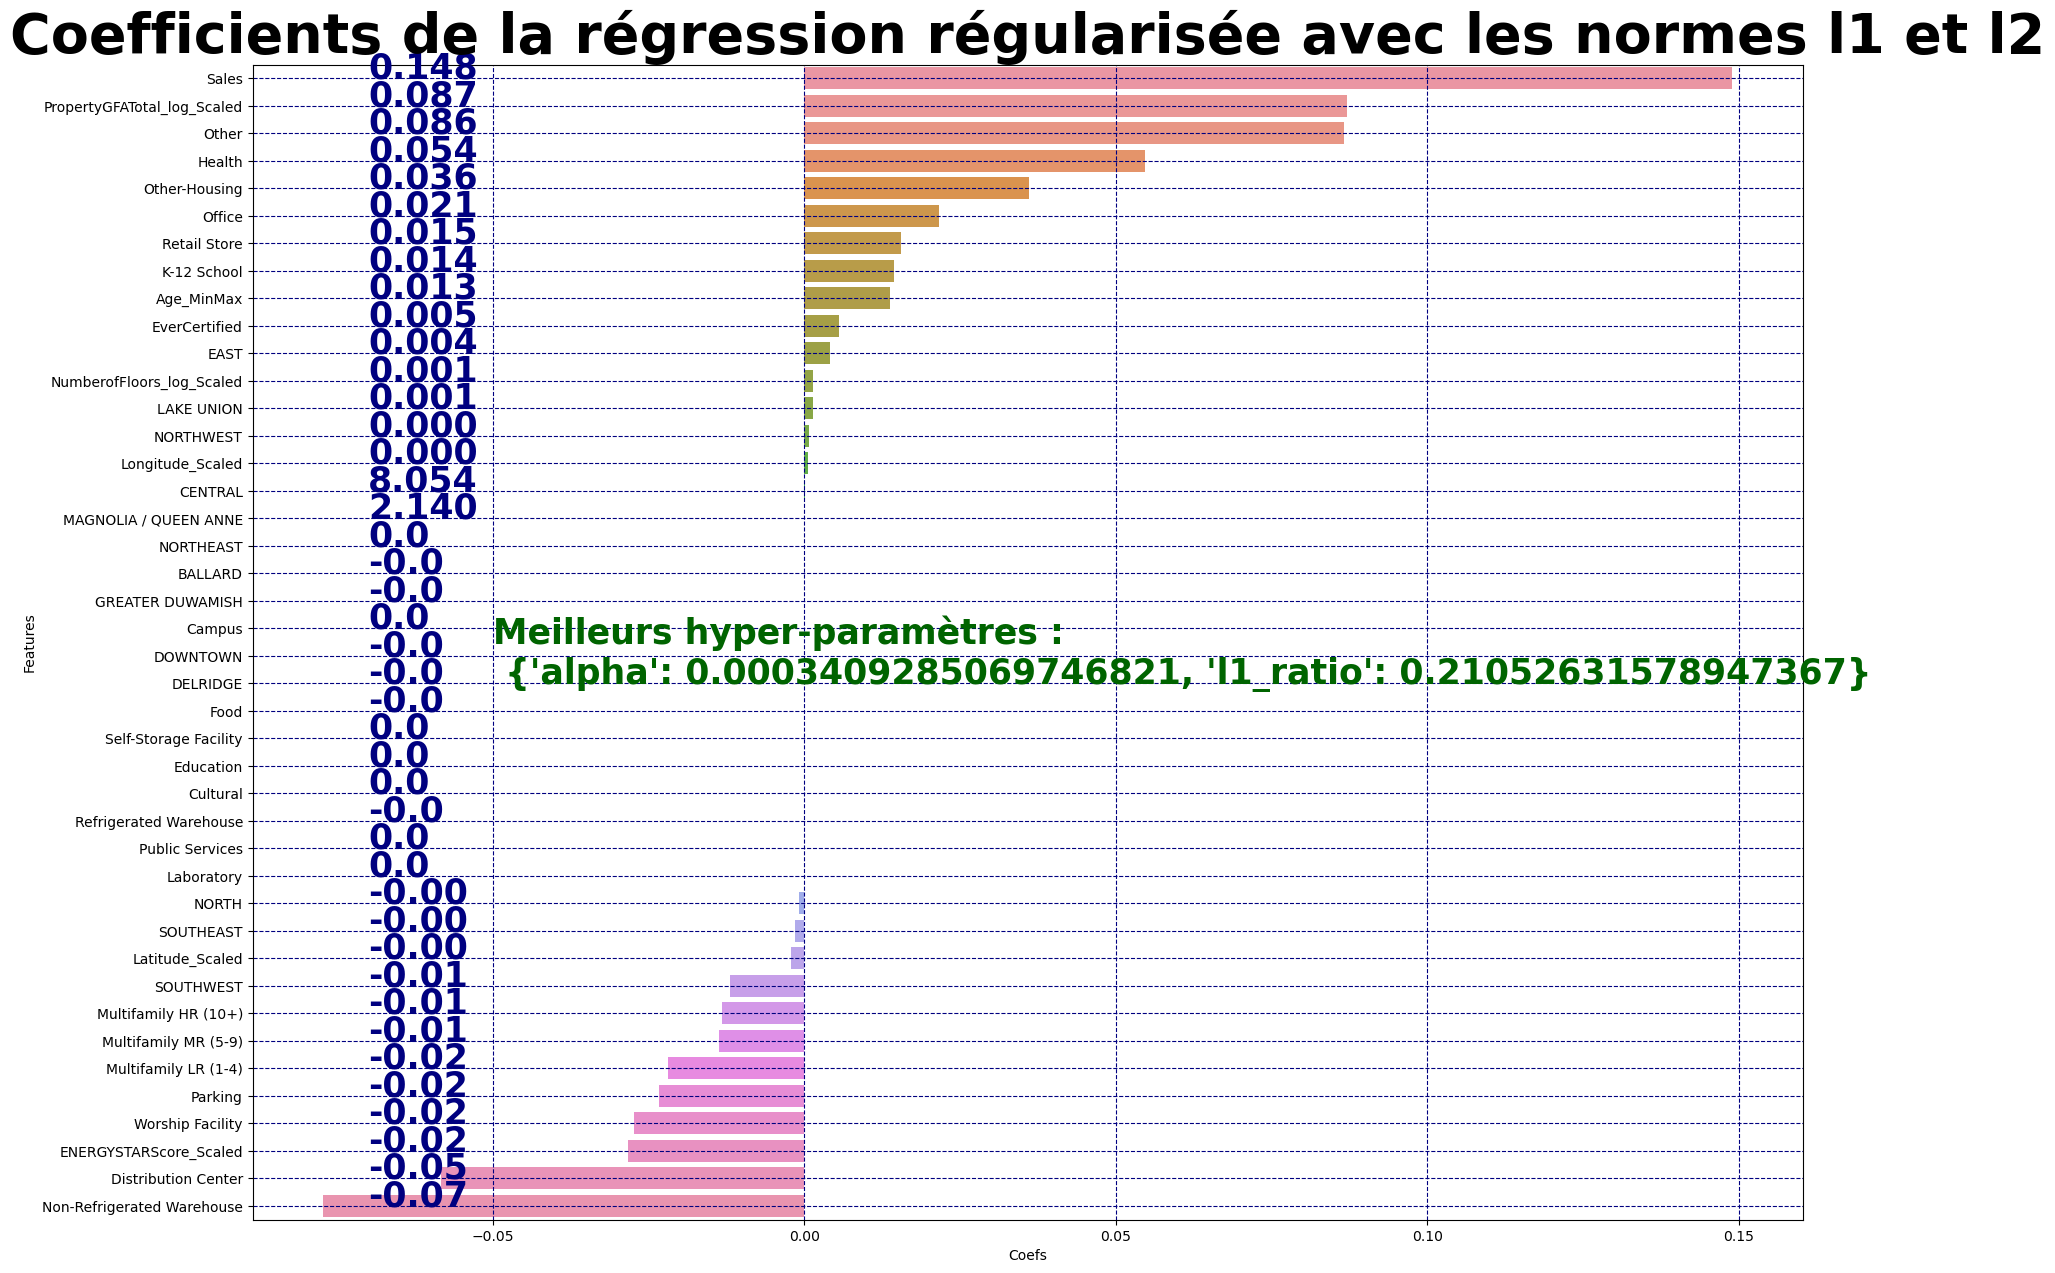 Coefficients de la régression régularisée avec les normes l1 et l2
Sales 0.148
PropertyGFATotal_log_Scaled 0.087
Other 0.086
Health 0.054
Other-Housing 0.036
Office 0.021
Retail Store 0.015
K-12 School 0.014
Age_MinMax 0.013
EverCertified 0.005
EAST 0.004
NumberofFloors_log_Scaled 0.001
LAKE UNION 0.001
NORTHWEST 0.000
Longitude_Scaled 0.000
CENTRAL 8.054
MAGNOLIA / QUEEN ANNE 2.140
NORTHEAST 0.0
BALLARD -0.0
GREATER DUWAMISH -0.0
Campus 0.0
DOWNTOWN -0.0
DELRIDGE -0.0
Food -0.0
Self-Storage Facility 0.0
Education 0.0
Cultural 0.0
Refrigerated Warehouse -0.0
Public Services 0.0
Laboratory 0.0
NORTH -0.00
SOUTHEAST -0.00
Latitude_Scaled -0.00
SOUTHWEST -0.01
Multifamily HR (10+) -0.01
Multifamily MR (5-9) -0.01
Multifamily LR (1-4) -0.02
Parking -0.02
Worship Facility -0.02
ENERGYSTARScore_Scaled -0.02
Distribution Center -0.05
Non-Refrigerated Warehouse -0.07
Meilleurs hyper-paramètres :
{'alpha': 0.0003409285069746821, 'l1_ratio': 0.21052631578947367}
Features
−0.05 0.00 0.05 0.10 0.15
Coefs